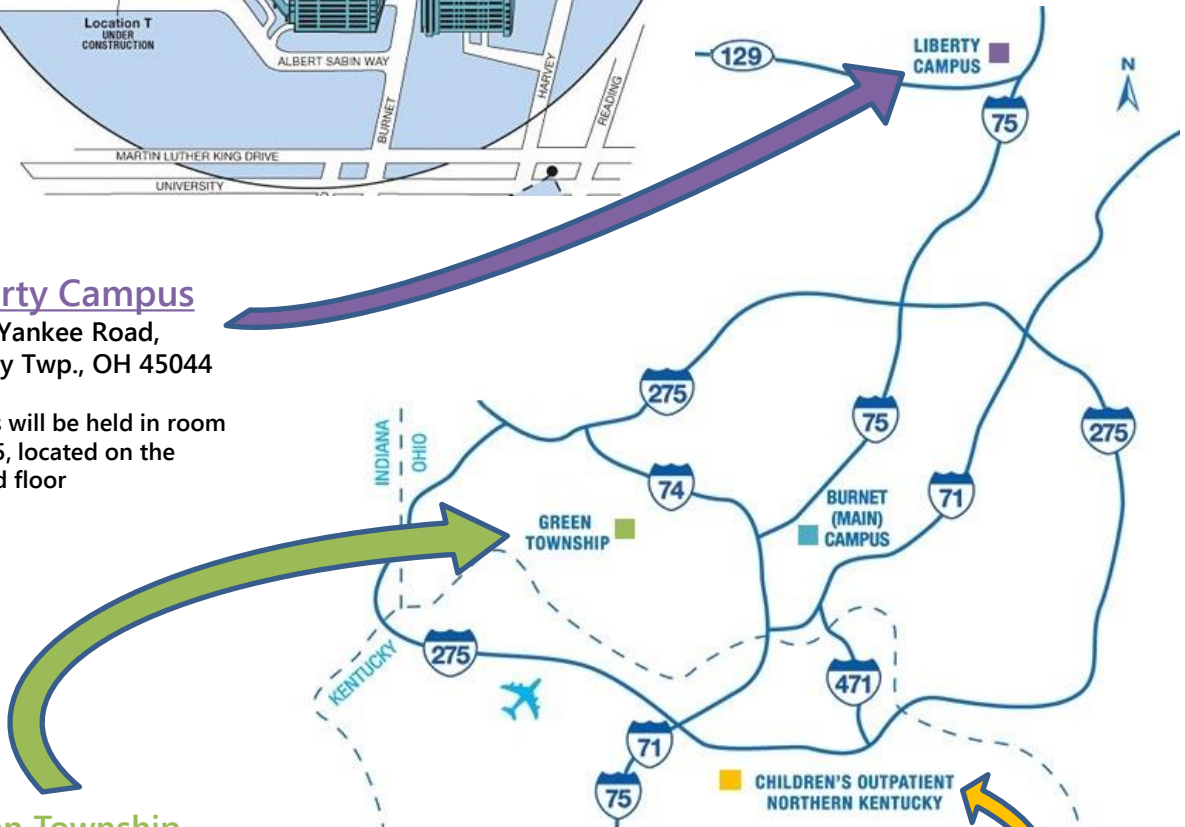 Location T
UNDER
CONSTRUCTION
ALBERT SABIN WAY
BURNET
HARVEY
READING
MARTIN LUTHER KING DRIVE
UNIVERSITY
129
LIBERTY
CAMPUS
N
75
rty Campus
Yankee Road,
y Twp., OH 45044
s will be held in room
5, located on the
d floor
275
75
275
INDIANA
OHIO
74
71
BURNET
(MAIN)
CAMPUS
GREEN
TOWNSHIP
KENTUCKY
275
471
71
75
CHILDREN'S OUTPATIENT
NORTHERN KENTUCKY
n Township